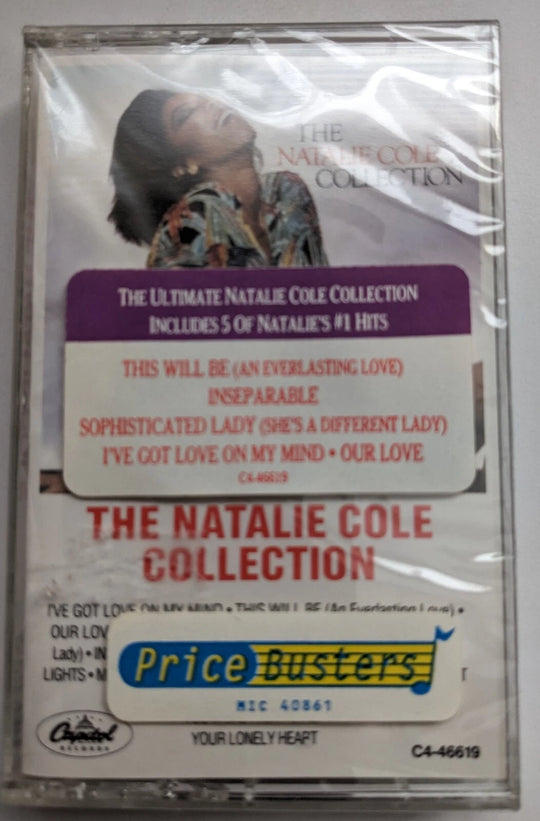 THE
NATALIE COLE
COLLECTION
THE ULTIMATE NATALIE COLE COLLECTION
INCLUDES 5 OF NATALIE'S #1 HITS
THIS WILL BE (AN EVERLASTING LOVE)
INSEPARABLE
SOPHISTICATED LADY (SHE'S A DIFFERENT LADY)
I'VE GOT LOVE ON MY MIND • OUR LOVE
C4-46619
THE NATALIE COLE
COLLECTION
I'VE GOT LOVE ON MY MIND • THIS WILL BE (An Everlasting Love) •
OUR LOV
Lady) • IN
LIGHTS • M
Price Busters
MIC 40861
YOUR LONELY HEART
Capitol
RECORDS
C4-46619